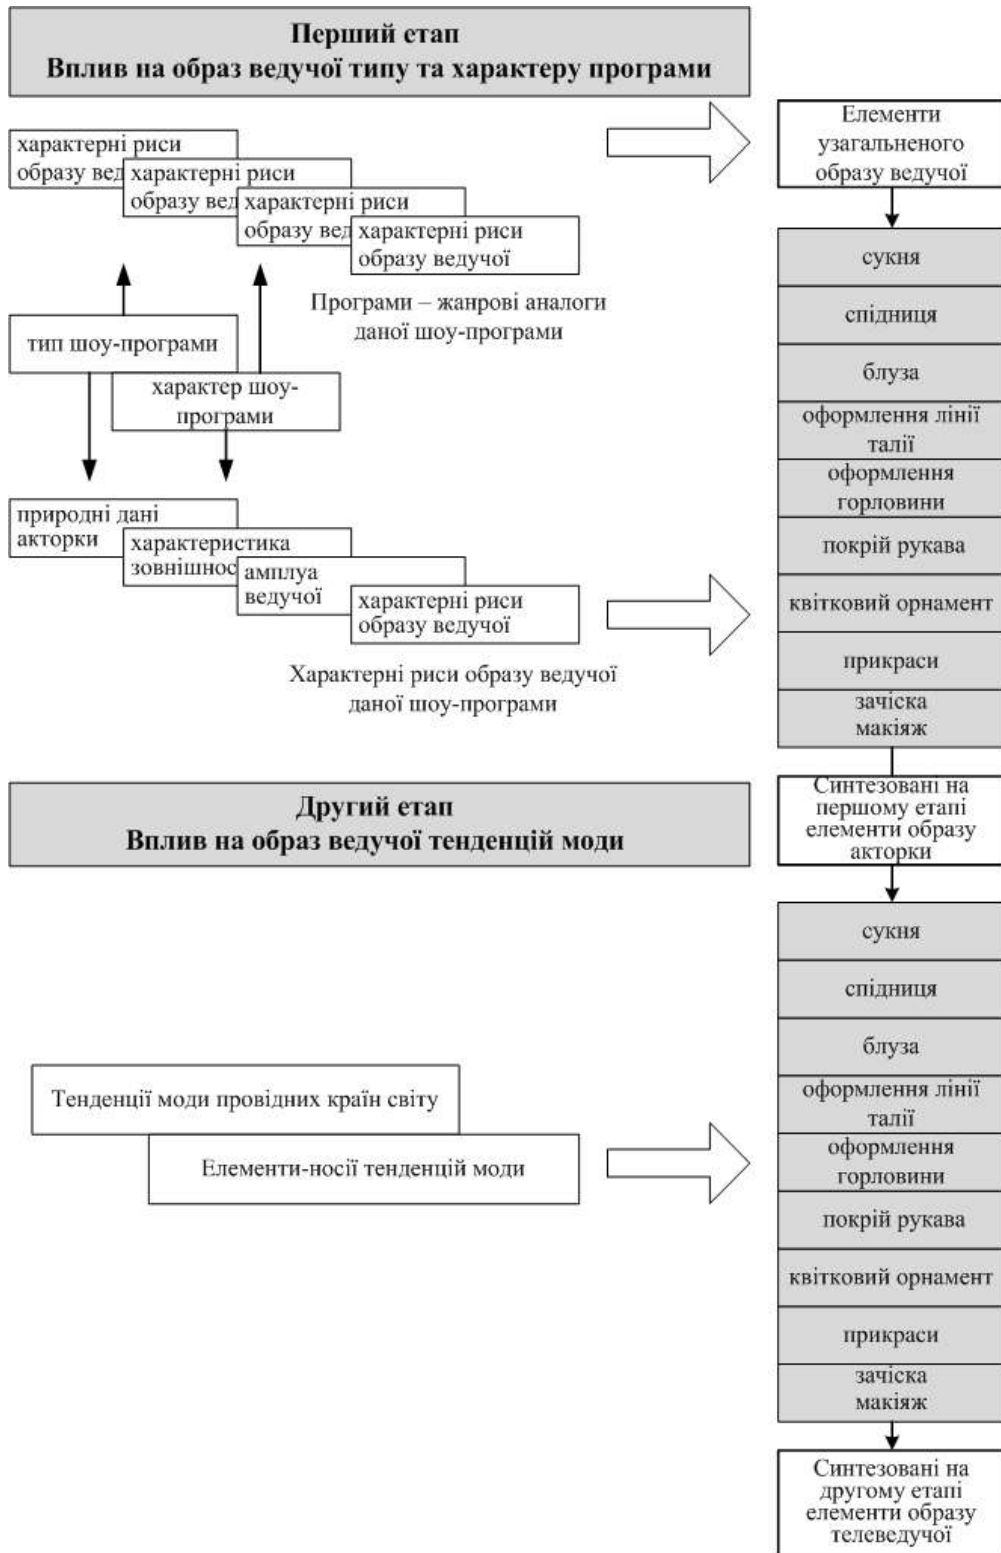 Перший етап
Вплив на образ ведучої типу та характеру програми
характерні риси
образу вед
характерні риси
образу вед
характерні риси
образу вед
характерні риси
образу ведучої
Програми – жанрові аналоги
даної шоу-програми
тип шоу-програми
характер шоу-
програми
природні дані
акторки
характеристика
зовнішнос
амплуа
ведучої
характерні риси
образу ведучої
Характерні риси образу ведучої
даної шоу-програми
Елементи
узагальненого
образу ведучої
сукня
спідниця
блуза
оформлення лінії
талії
оформлення
горловини
покрій рукава
квітковий орнамент
прикраси
зачіска
макіяж
Синтезовані на
першому етапі
елементи образу
акторки
Другий етап
Вплив на образ ведучої тенденцій моди
Тенденції моди провідних країн світу
Елементи-носії тенденцій моди
сукня
спідниця
блуза
оформлення лінії
талії
оформлення
горловини
покрій рукава
квітковий орнамент
прикраси
зачіска
макіяж
Синтезовані на
другому етапі
елементи образу
телеведучої